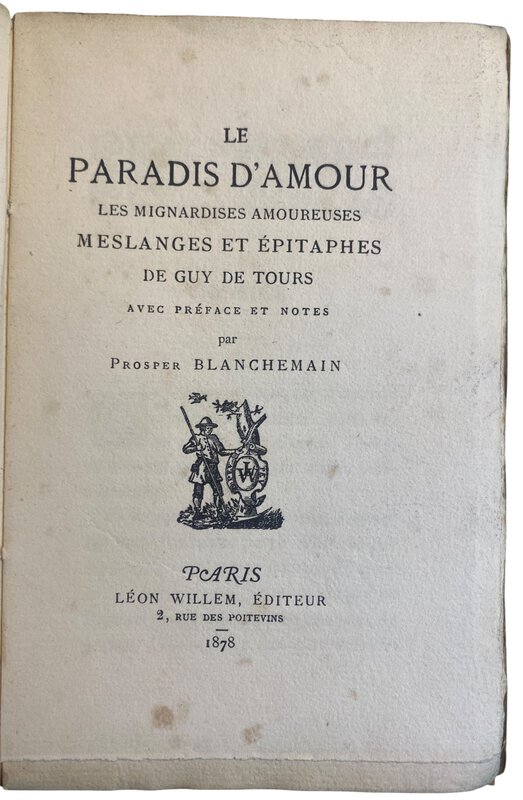 LE
PARADIS D'AMOUR
LES MIGNARDISES AMOUREUSES
MESLANGES ET ÉPITAPHES
DE GUY DE TOURS
AVEC PRÉFACE ET NOTES
par
PROSPER BLANCHEMAIN
PARIS
LÉON WILLEM, ÉDITEUR
2, RUE DES POITEVINS
1878